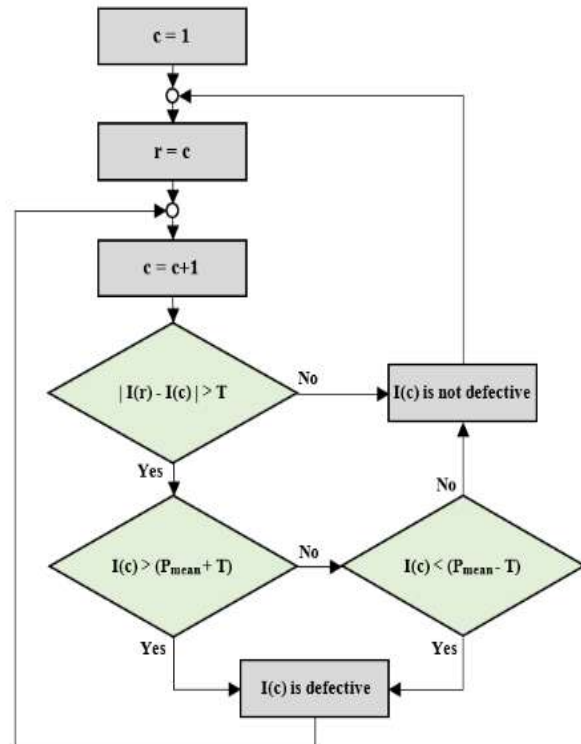 c = 1
r = c
c = c+1
| I(r) - I(c) | > T
No
I(c) is not defective
Yes
No
I(c) > (Pmean + T)
No
I(c) < (Pmean - T)
Yes
Yes
I(c) is defective